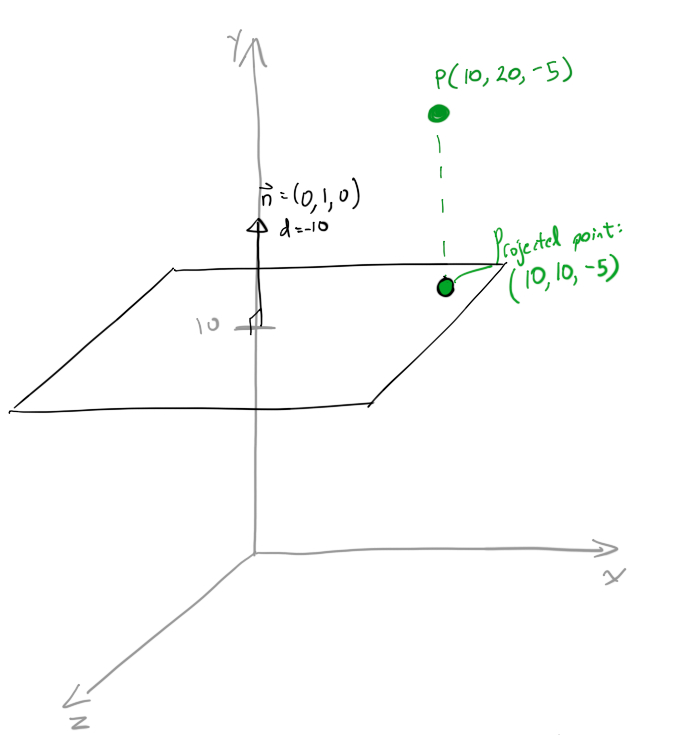 Y
P(10, 20, -5)
n⃗ = (0, 1, 0)
d = -10
Projected point:
(10, 10, -5)
10
X
Z